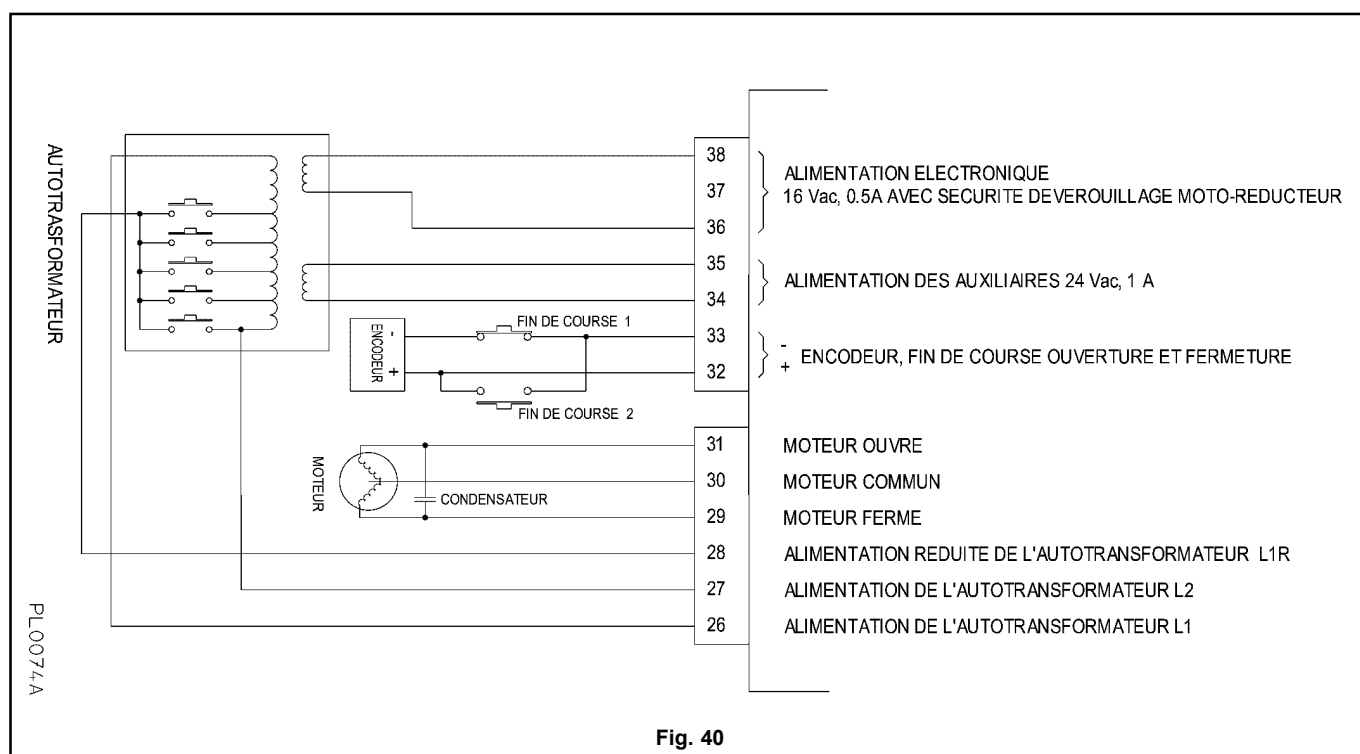 AUTOTRASFORMATEUR
38
37
36
ALIMENTATION ELECTRONIQUE
16 Vac, 0.5A AVEC SECURITE DEVEROUILLAGE MOTO-REDUCTEUR
35
34
ALIMENTATION DES AUXILIAIRES 24 Vac, 1 A
ENCODEUR
-
+
FIN DE COURSE 1
FIN DE COURSE 2
33
32
-
+ ENCODEUR, FIN DE COURSE OUVERTURE ET FERMETURE
MOTEUR
CONDENSATEUR
31 MOTEUR OUVRE
30 MOTEUR COMMUN
29 MOTEUR FERME
28 ALIMENTATION REDUITE DE L'AUTOTRANSFORMATEUR L1R
27 ALIMENTATION DE L'AUTOTRANSFORMATEUR L2
26 ALIMENTATION DE L'AUTOTRANSFORMATEUR L1
PL0074A
Fig. 40